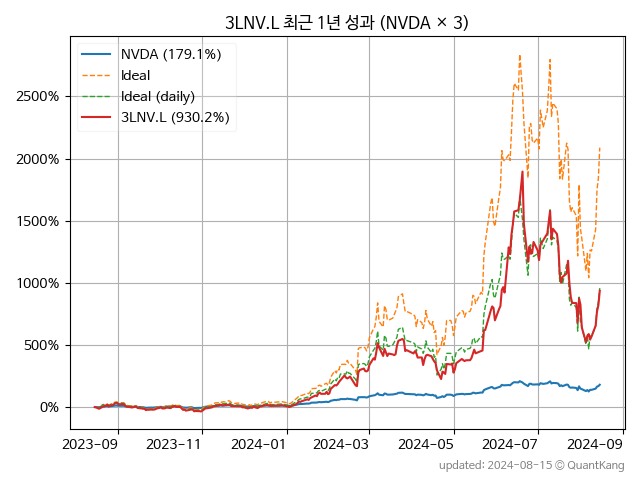 3LNV.L 최근 1년 성과 (NVDA × 3)
NVDA (179.1%)
Ideal
Ideal (daily)
3LNV.L (930.2%)
2500%
2000%
1500%
1000%
500%
0%
2023-09 2023-11 2024-01 2024-03 2024-05 2024-07 2024-09
updated: 2024-08-15 © QuantKang